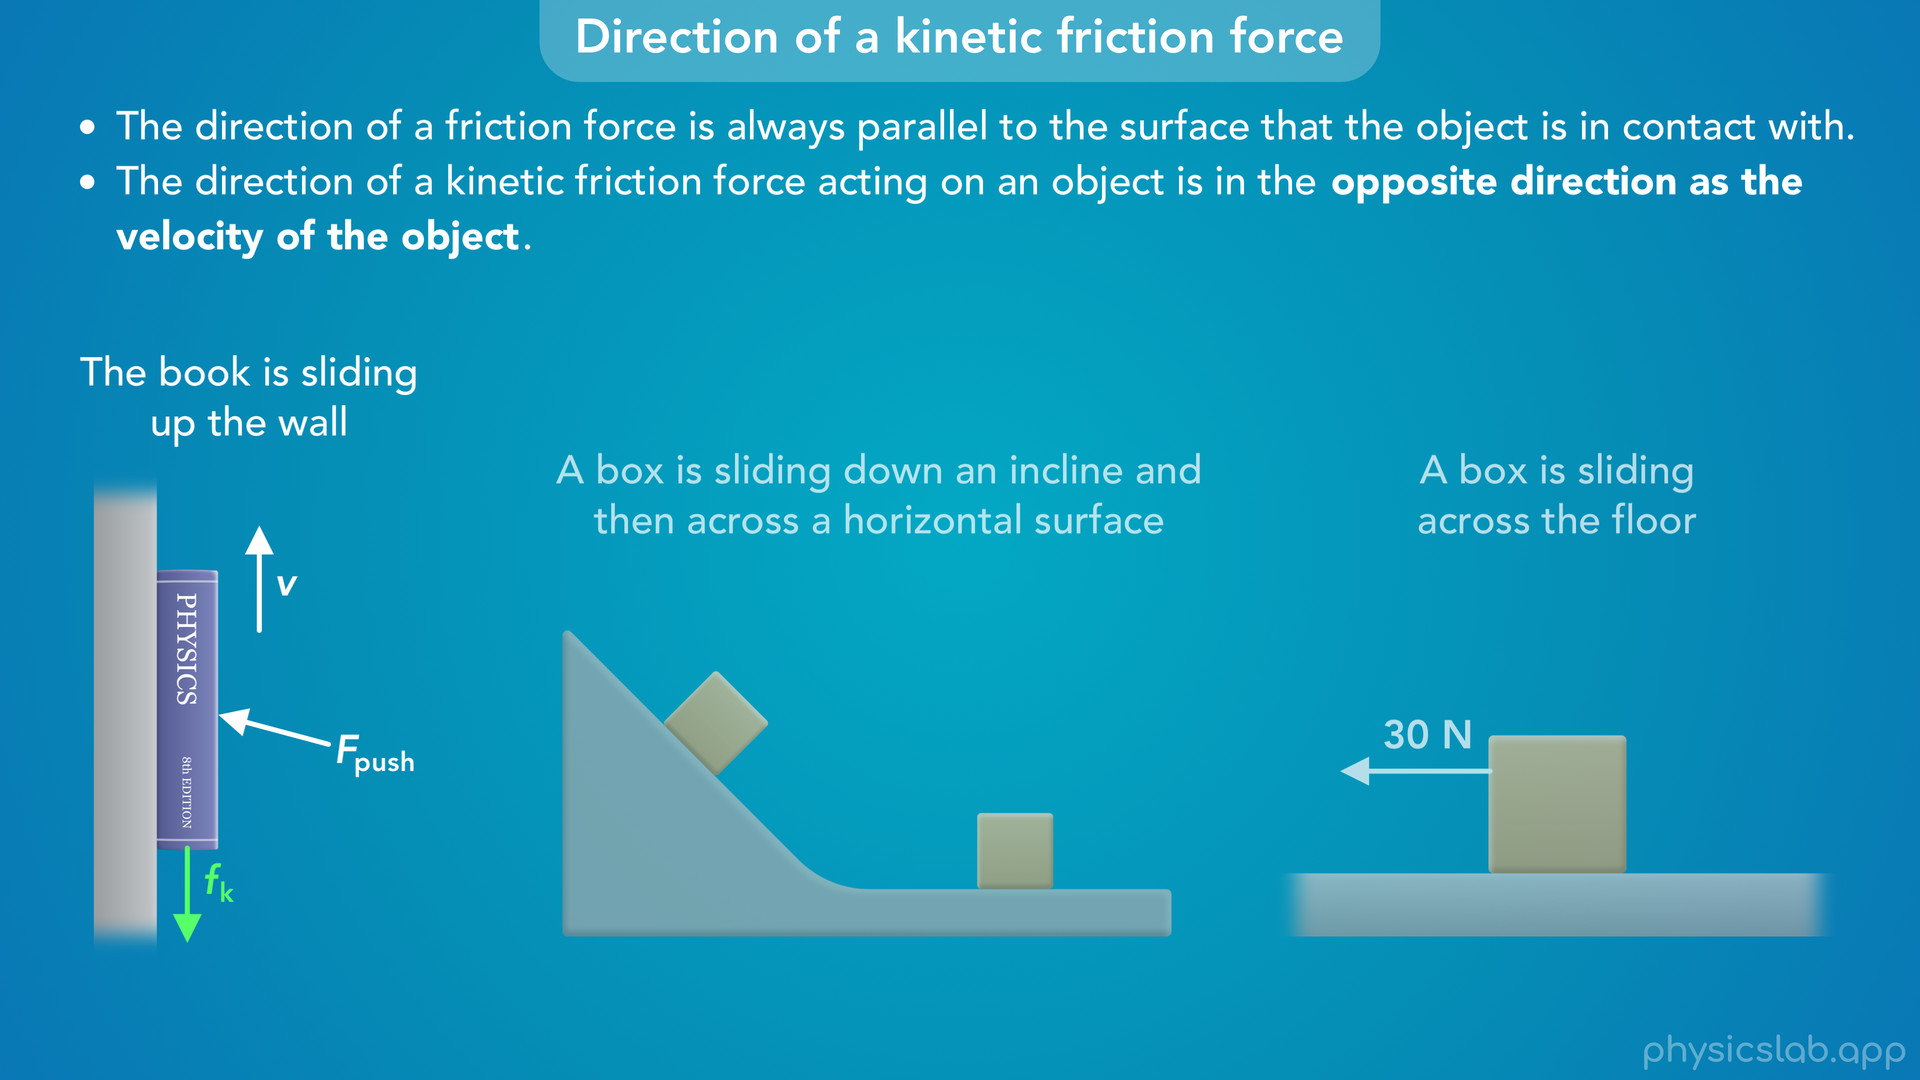 Direction of a kinetic friction force
• The direction of a friction force is always parallel to the surface that the object is in contact with.
• The direction of a kinetic friction force acting on an object is in the opposite direction as the
velocity of the object.
The book is sliding
up the wall
v
PHYSICS
8th EDITION
Fpush
fk
A box is sliding down an incline and
then across a horizontal surface
A box is sliding
across the floor
30 N
physicslab.app